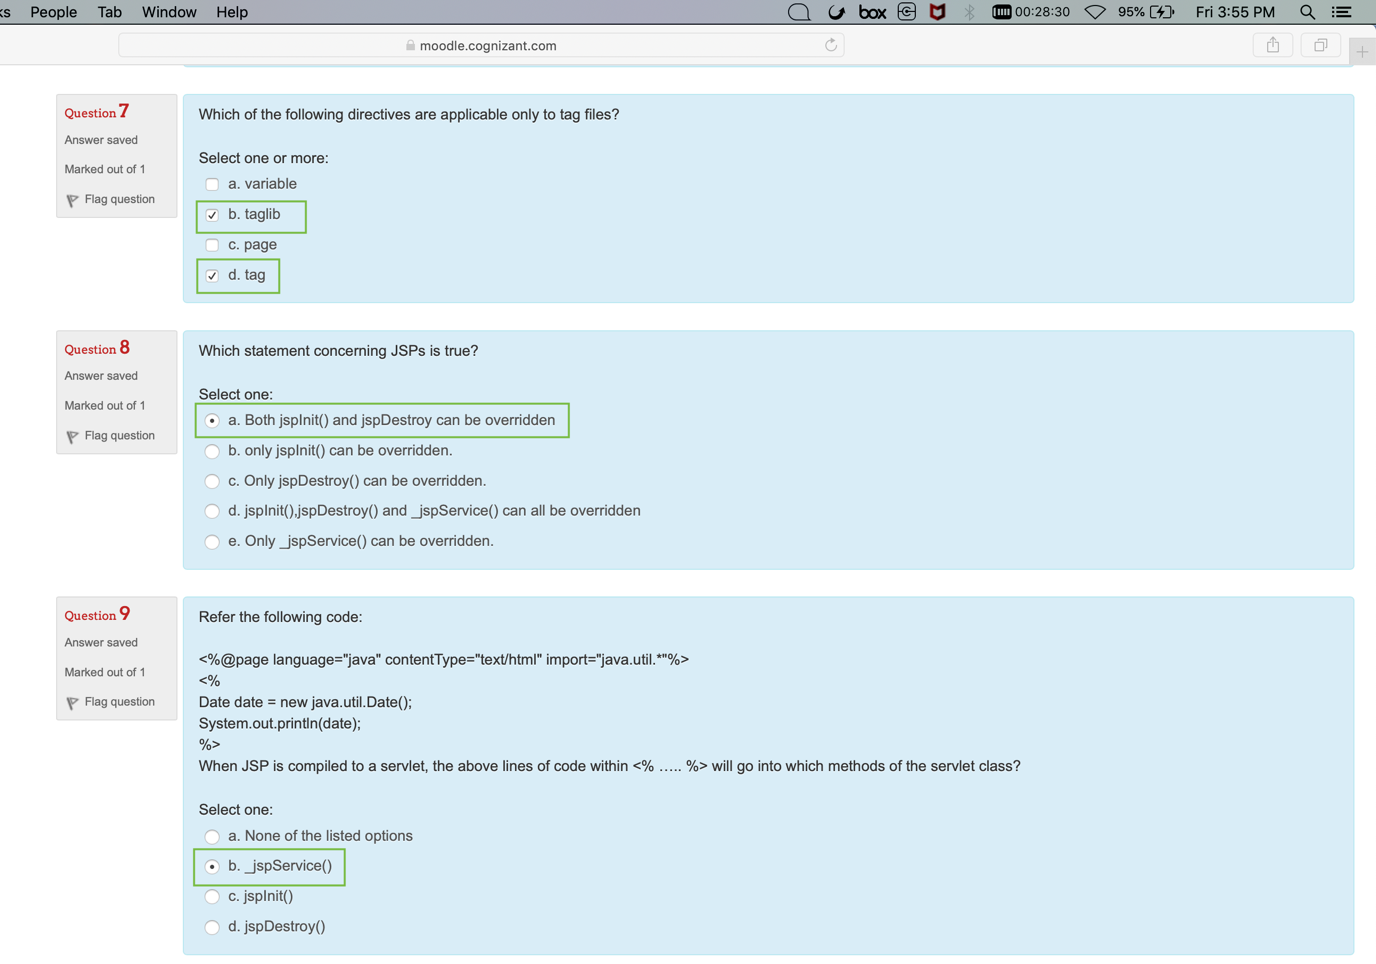 ks People Tab Window Help box 00:28:30 95% Fri 3:55 PM
moodle.cognizant.com
Question 7
Answer saved
Marked out of 1
Flag question
Which of the following directives are applicable only to tag files?
Select one or more:
a. variable
b. taglib
c. page
d. tag
Question 8
Answer saved
Marked out of 1
Flag question
Which statement concerning JSPs is true?
Select one:
a. Both jspInit() and jspDestroy can be overridden
b. only jspInit() can be overridden.
c. Only jspDestroy() can be overridden.
d. jspInit(),jspDestroy() and _jspService() can all be overridden
e. Only _jspService() can be overridden.
Question 9
Answer saved
Marked out of 1
Flag question
Refer the following code:
<%@page language="java" contentType="text/html" import="java.util.*"%>
<%
Date date = new java.util.Date();
System.out.println(date);
%>
When JSP is compiled to a servlet, the above lines of code within <% ….. %> will go into which methods of the servlet class?
Select one:
a. None of the listed options
b. _jspService()
c. jspInit()
d. jspDestroy()